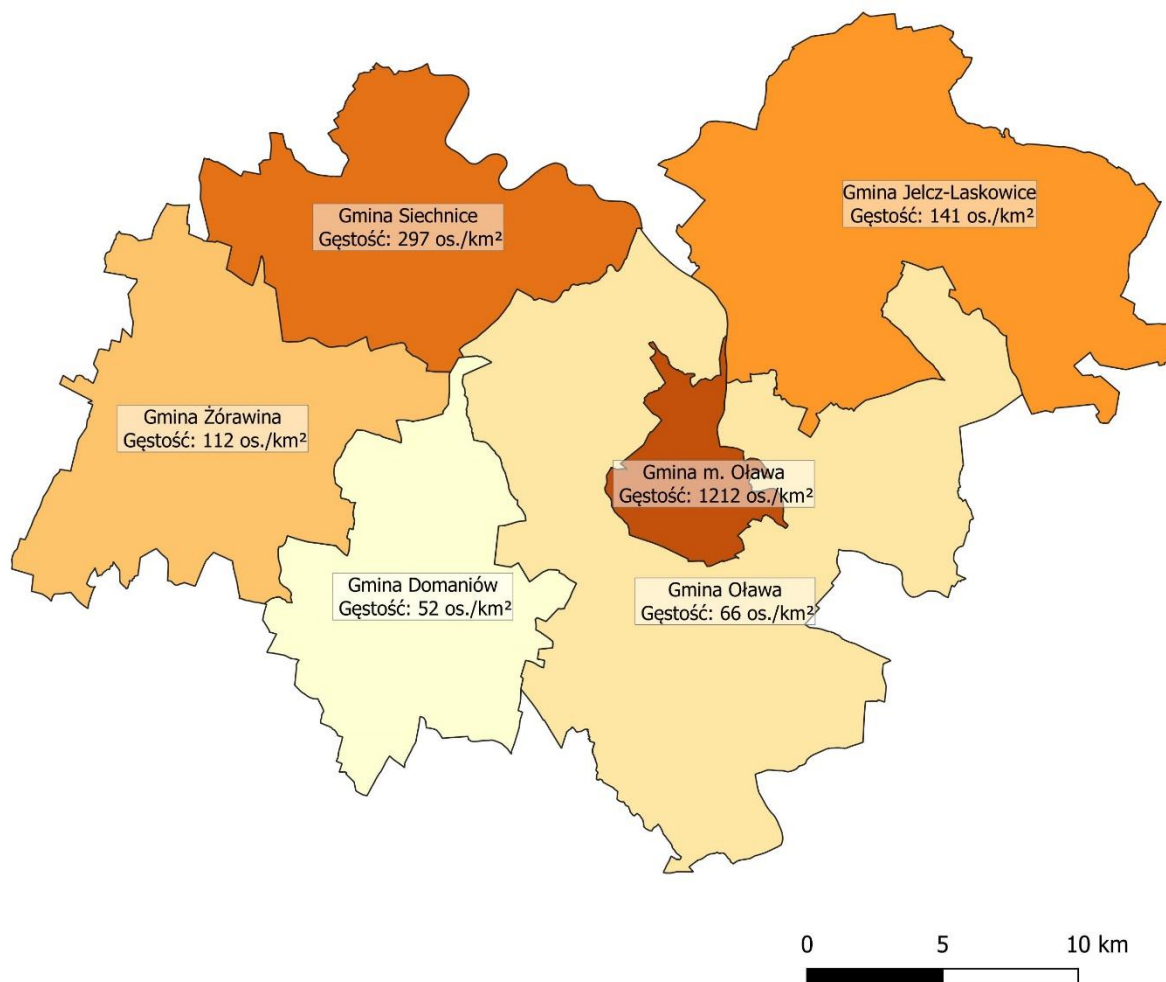 Gmina Siechnice
Gęstość: 297 os./km²
Gmina Jelcz-Laskowice
Gęstość: 141 os./km²
Gmina Żórawina
Gęstość: 112 os./km²
Gmina m. Oława
Gęstość: 1212 os./km²
Gmina Domaniów
Gęstość: 52 os./km²
Gmina Oława
Gęstość: 66 os./km²
0 5 10 km